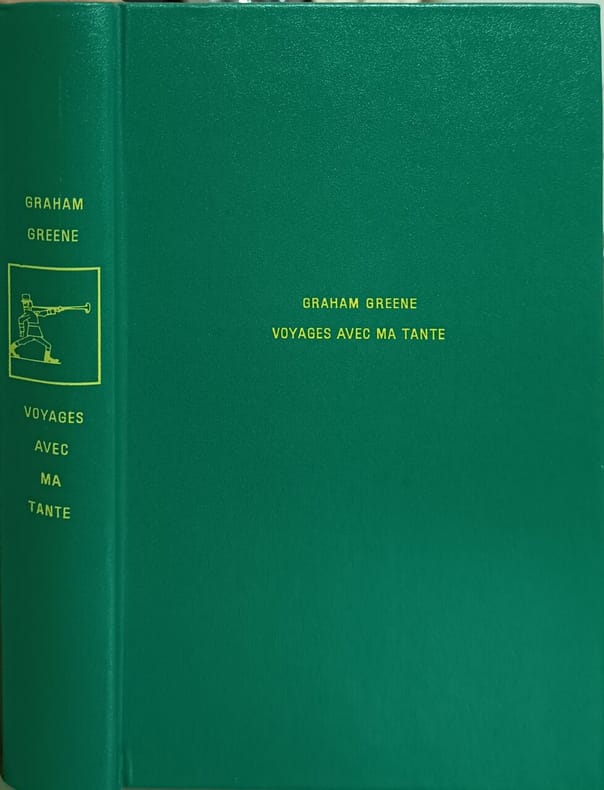 GRAHAM
GREENE
VOYAGES
AVEC
MA
TANTE
GRAHAM GREENE
VOYAGES AVEC MA TANTE